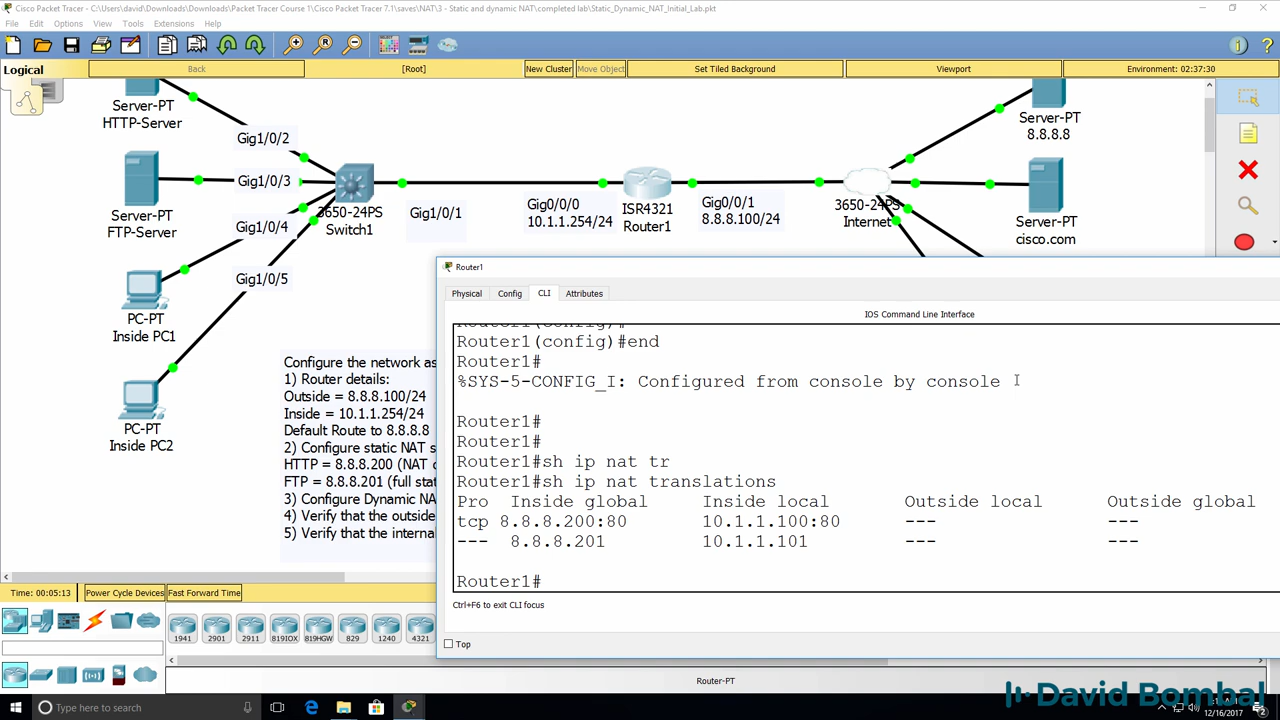 Cisco Packet Tracer - C:\Users\david\Downloads\Downloads\Packet Tracer Course 1\Cisco Packet Tracer 7.1\saves\NAT\3 - Static and dynamic NAT\completed lab\Static_Dynamic_NAT_Initial_Lab.pkt
File Edit Options View Tools Extensions Help
Logical Back [Root] New Cluster Move Object Set Tiled Background Viewport Environment: 02:37:30
Server-PT
HTTP-Server
Gig1/0/2
Server-PT
8.8.8.8
Gig1/0/3
Server-PT
FTP-Server
Gig1/0/4
3650-24PS
Switch1
Gig1/0/1
Gig0/0/0
10.1.1.254/24
ISR4321
Router1
Gig0/0/1
8.8.8.100/24
3650-24PS
Internet
Server-PT
cisco.com
Gig1/0/5
PC-PT
Inside PC1
PC-PT
Inside PC2
Configure the network as
1) Router details:
Outside = 8.8.8.100/24
Inside = 10.1.1.254/24
Default Route to 8.8.8.8
2) Configure static NAT s
HTTP = 8.8.8.200 (NAT
FTP = 8.8.8.201 (full sta
3) Configure Dynamic NA
4) Verify that the outside
5) Verify that the interna
Router1
Physical Config CLI Attributes
IOS Command Line Interface
Router1(config)#
Router1(config)#end
Router1#
%SYS-5-CONFIG_I: Configured from console by console
Router1#
Router1#
Router1#sh ip nat tr
Router1#sh ip nat translations
Pro Inside global Inside local Outside local Outside global
tcp 8.8.8.200:80 10.1.1.100:80 --- ---
--- 8.8.8.201 10.1.1.101 --- ---
Router1#
Ctrl+F6 to exit CLI focus
Top
Time: 00:05:13 Power Cycle Devices Fast Forward Time
1941 2901 2911 819IOX 819HGW 829 1240 4321
Router-PT
Type here to search
David Bombal
12/16/2017